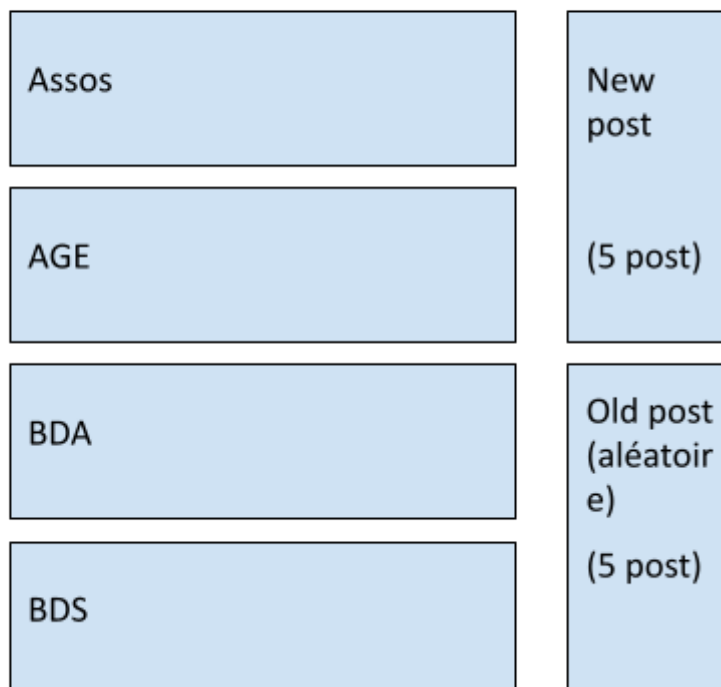 Assos
AGE
BDA
BDS
New
post
(5 post)
Old post
(aléatoir
e)
(5 post)